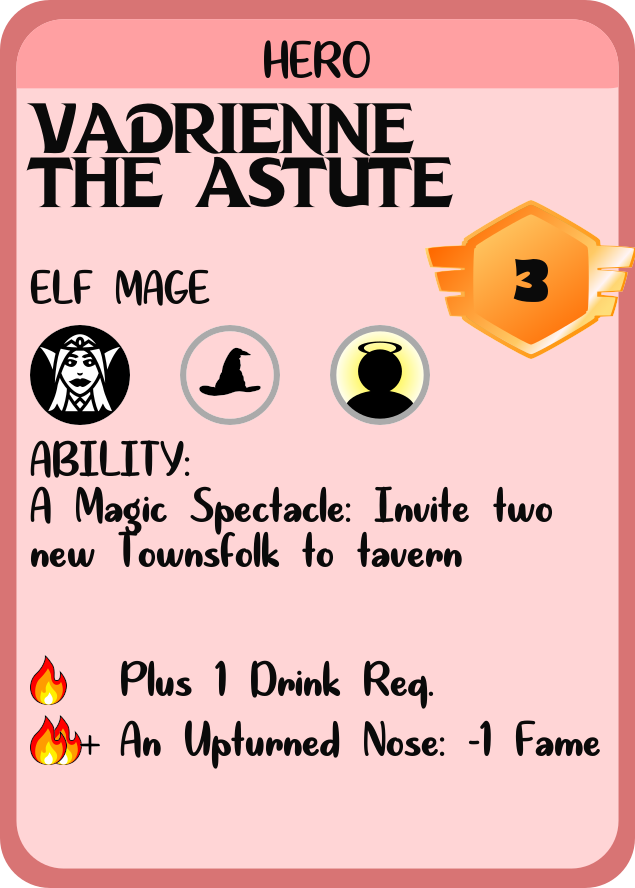 HERO
VADRIENNE
THE ASTUTE
3
ELF MAGE
ABILITY:
A Magic Spectacle: Invite two
new Townsfolk to tavern
Plus 1 Drink Req.
+ An Upturned Nose: -1 Fame